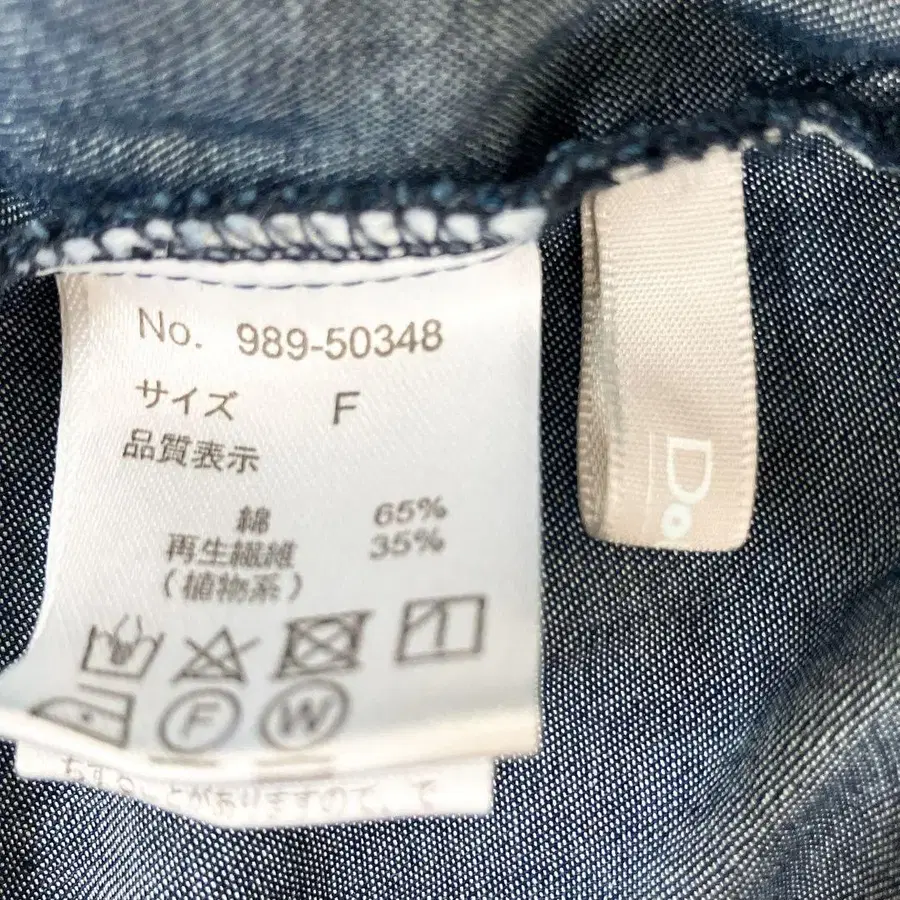 No. 989-50348
サイズ F
品質表示
綿 65%
再生繊維 35%
(植物系)
F W
Do